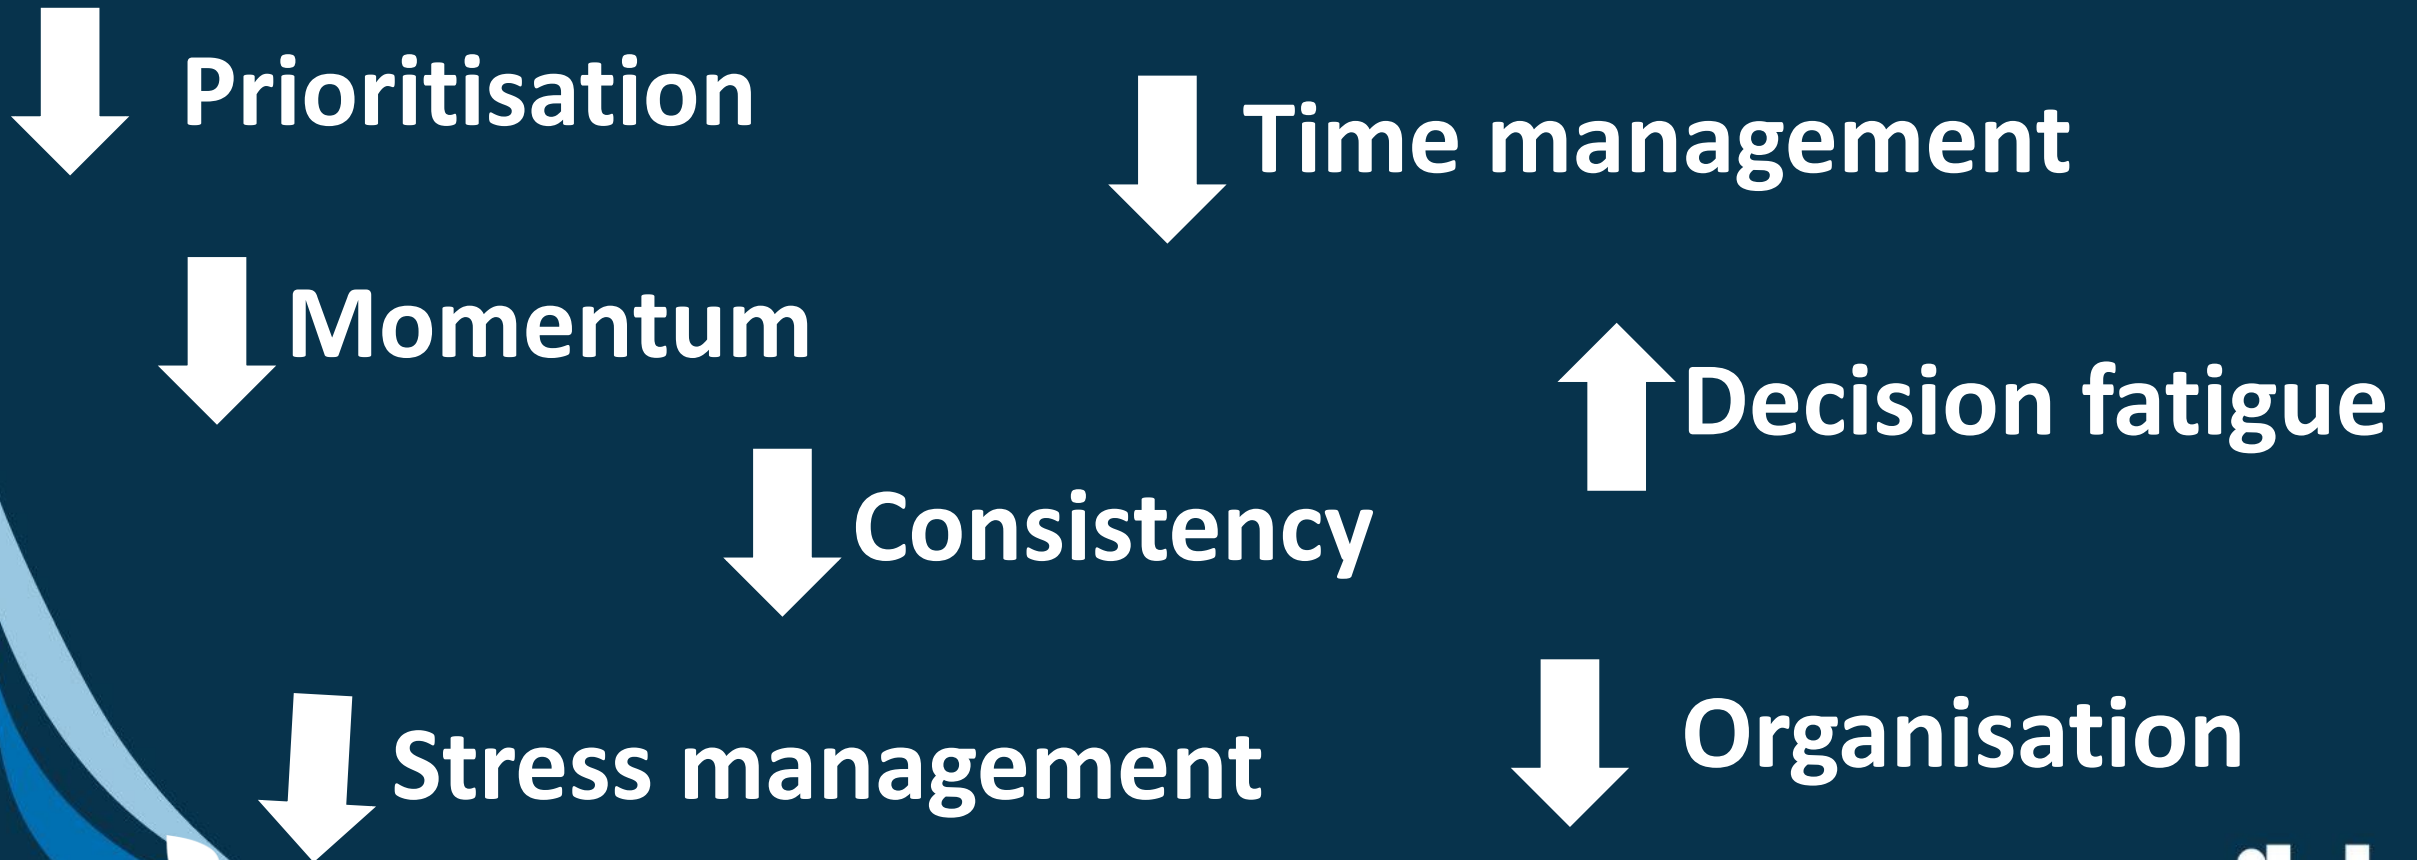 Prioritisation
Time management
Momentum
Decision fatigue
Consistency
Organisation
Stress management